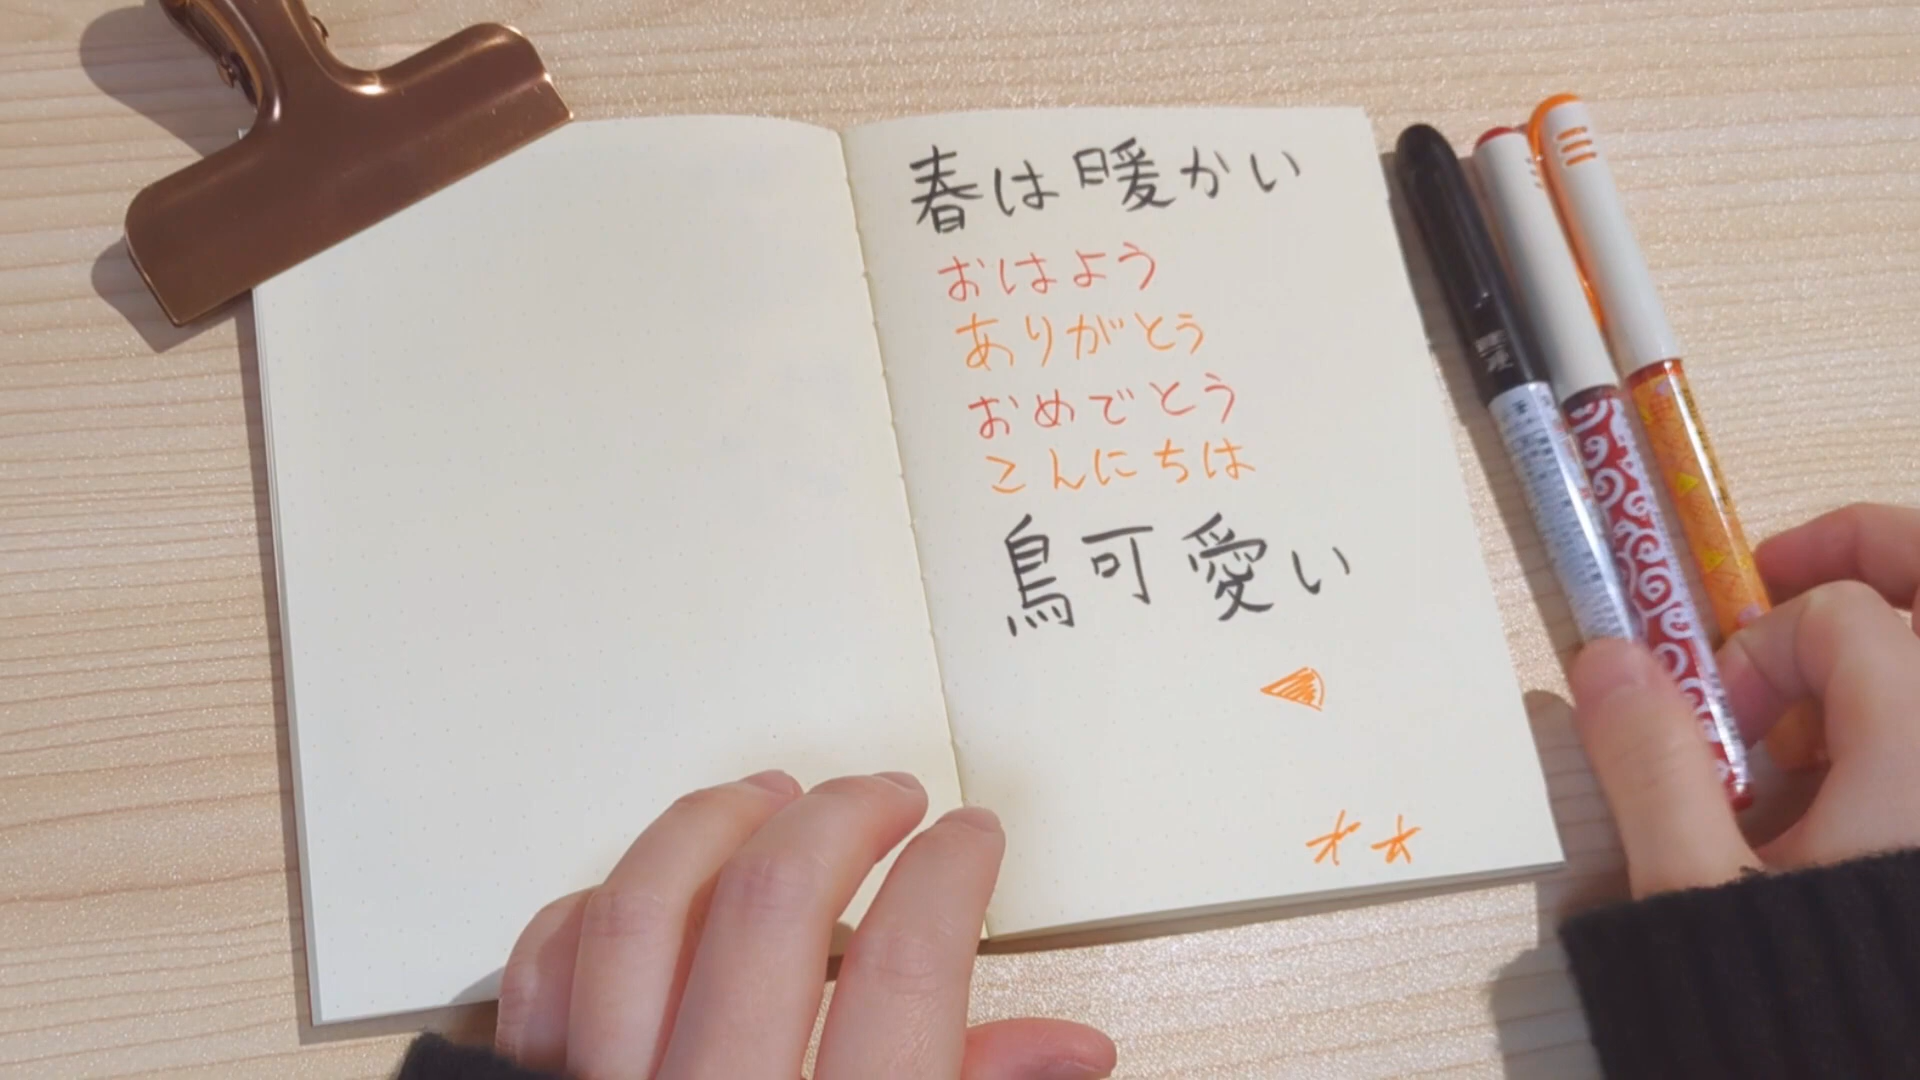 春は暖かい
おはよう
ありがとう
おめでとう
こんにちは
鳥可愛い